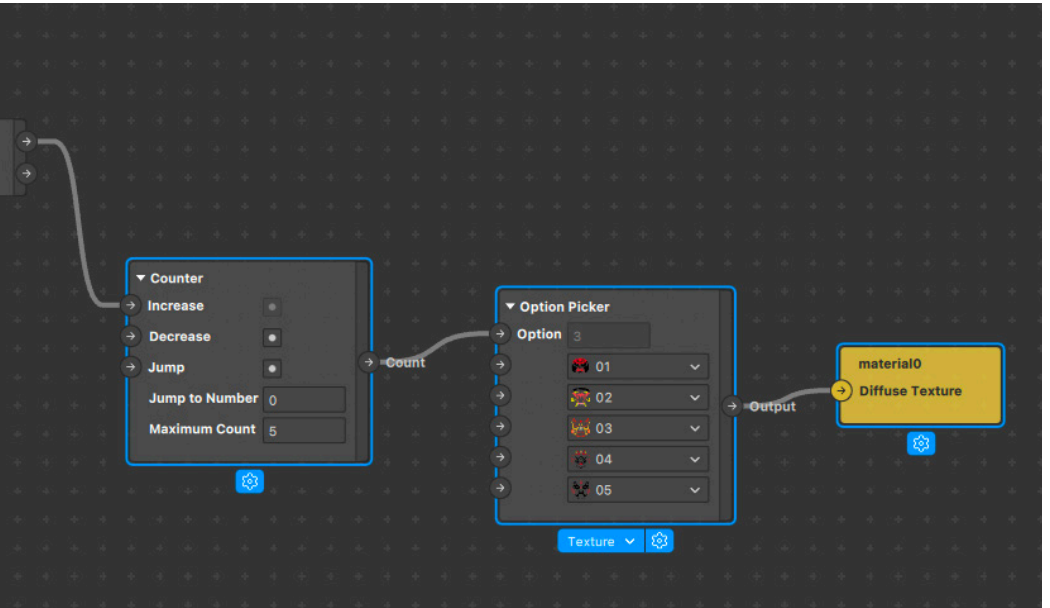 Counter
Increase
Decrease
Jump
Jump to Number 0
Maximum Count 5
Count
Option Picker
Option 3
01
02
03
04
05
Texture
Output
material0
Diffuse Texture